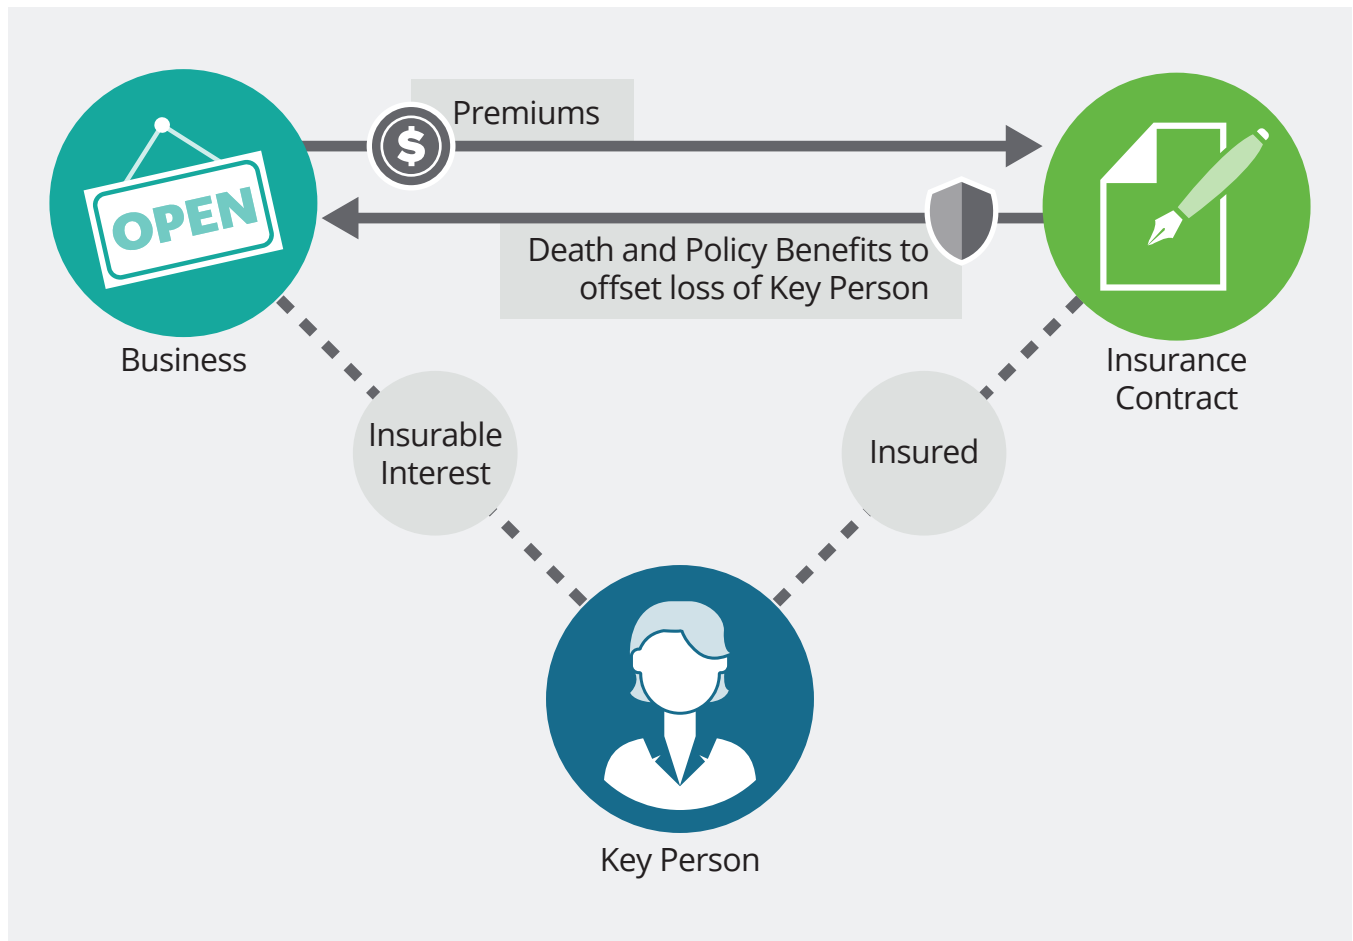 Premiums
$
OPEN
Death and Policy Benefits to
offset loss of Key Person
Business
Insurance
Contract
Insurable
Interest
Insured
Key Person